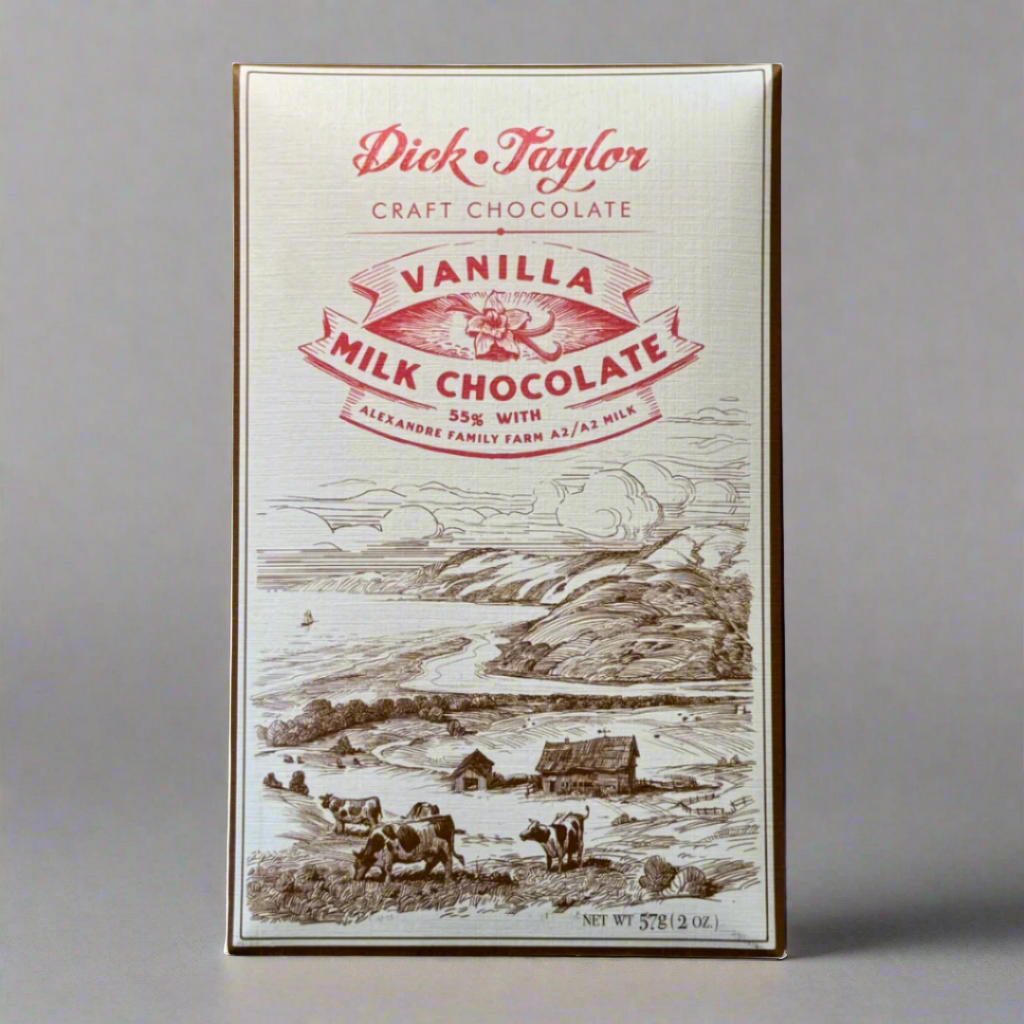 Dick • Taylor
CRAFT CHOCOLATE
VANILLA
MILK CHOCOLATE
55% WITH
ALEXANDRE FAMILY FARM A2/A2 MILK
NET WT 57g (2 OZ.)